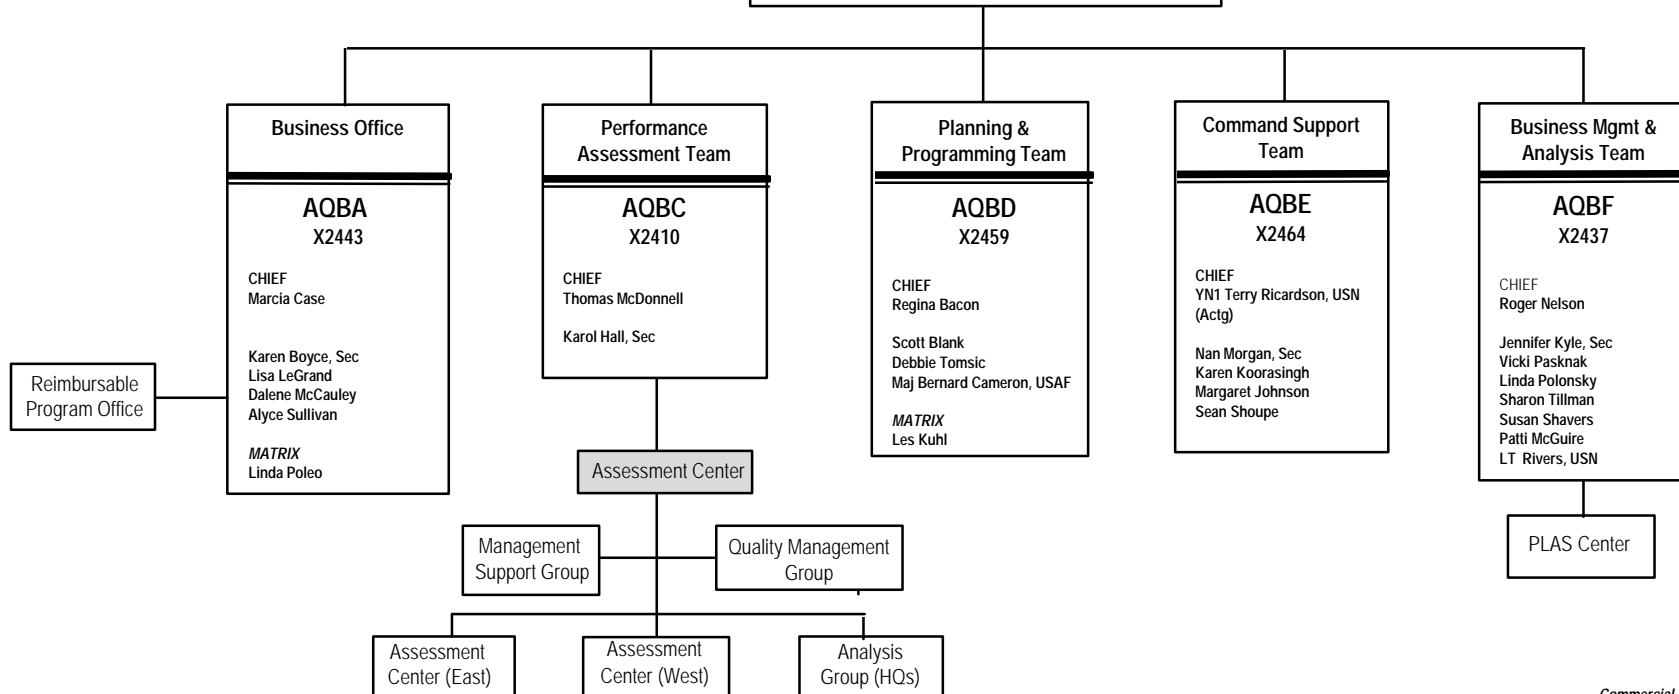 Business Office
AQBA
X2443
CHIEF
Marcia Case
Karen Boyce, Sec
Lisa LeGrand
Dalene McCauley
Alyce Sullivan
MATRIX
Linda Poleo
Reimbursable
Program Office
Performance
Assessment Team
AQBC
X2410
CHIEF
Thomas McDonnell
Karol Hall, Sec
Assessment Center
Management
Support Group
Quality Management
Group
Assessment
Center (East)
Assessment
Center (West)
Analysis
Group (HQs)
Planning &
Programming Team
AQBD
X2459
CHIEF
Regina Bacon
Scott Blank
Debbie Tomsic
Maj Bernard Cameron, USAF
MATRIX
Les Kuhl
Command Support
Team
AQBE
X2464
CHIEF
YN1 Terry Ricardson, USN
(Actg)
Nan Morgan, Sec
Karen Koorasingh
Margaret Johnson
Sean Shoupe
Business Mgmt &
Analysis Team
AQBF
X2437
CHIEF
Roger Nelson
Jennifer Kyle, Sec
Vicki Pasknak
Linda Polonsky
Sharon Tillman
Susan Shavers
Patti McGuire
LT Rivers, USN
PLAS Center
Commercial